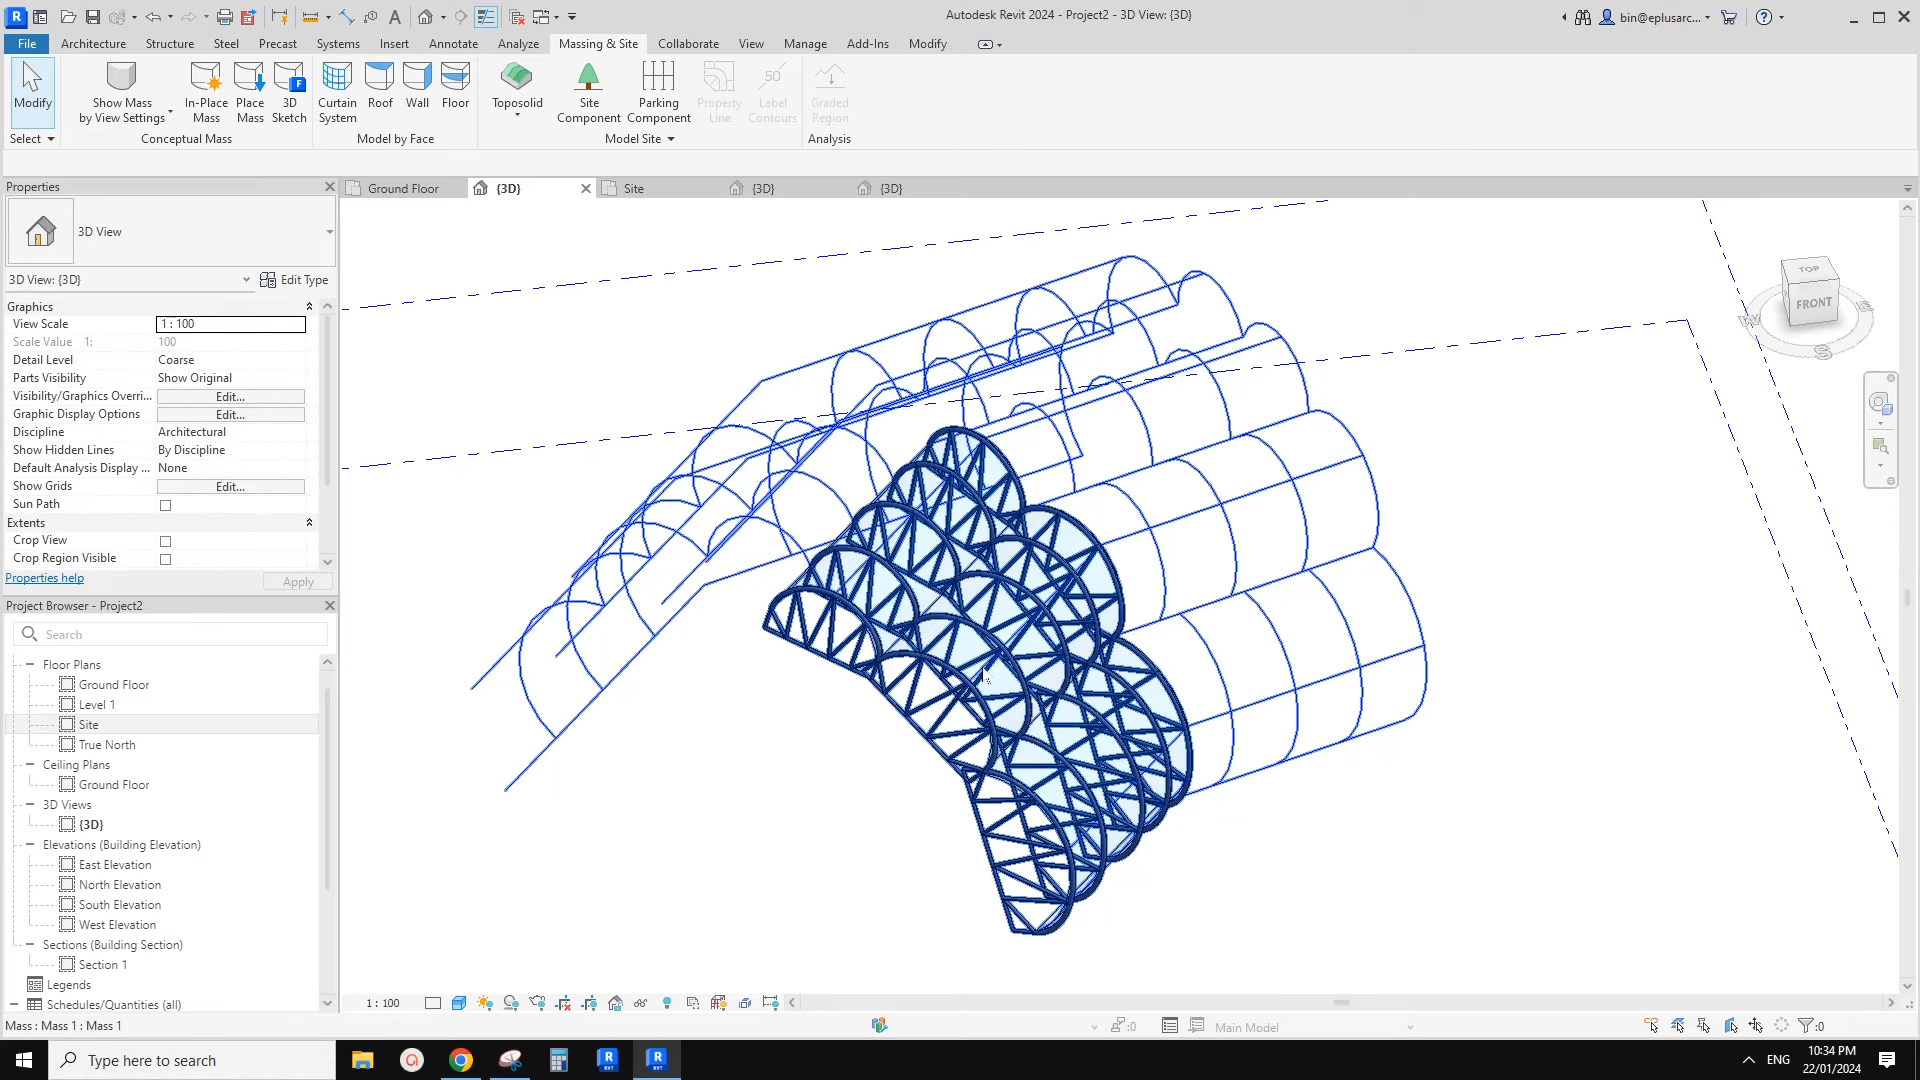 Autodesk Revit 2024 - Project2 - 3D View: {3D}
bin@eplusarc...
File Architecture Structure Steel Precast Systems Insert Annotate Analyze Massing & Site Collaborate View Manage Add-Ins Modify
Modify
Show Mass
by View Settings
In-Place
Mass
Place
Mass
3D
Sketch
Curtain
System
Roof
Wall
Floor
Toposolid
Site
Component
Parking
Component
Property
Line
50
Label
Contours
Graded
Region
Select
Conceptual Mass
Model by Face
Model Site
Analysis
Properties
Ground Floor
{3D}
Site
{3D}
{3D}
3D View
3D View: {3D}
Edit Type
Graphics
View Scale 1 : 100
Scale Value 1: 100
Detail Level Coarse
Parts Visibility Show Original
Visibility/Graphics Overri... Edit...
Graphic Display Options Edit...
Discipline Architectural
Show Hidden Lines By Discipline
Default Analysis Display ... None
Show Grids Edit...
Sun Path
Extents
Crop View
Crop Region Visible
Properties help
Apply
TOP
FRONT
W
S
Project Browser - Project2
Search
Floor Plans
Ground Floor
Level 1
Site
True North
Ceiling Plans
Ground Floor
3D Views
{3D}
Elevations (Building Elevation)
East Elevation
North Elevation
South Elevation
West Elevation
Sections (Building Section)
Section 1
Legends
Schedules/Quantities (all)
1 : 100
Mass : Mass 1 : Mass 1
:0
Main Model
:0
Type here to search
ENG
10:34 PM
22/01/2024